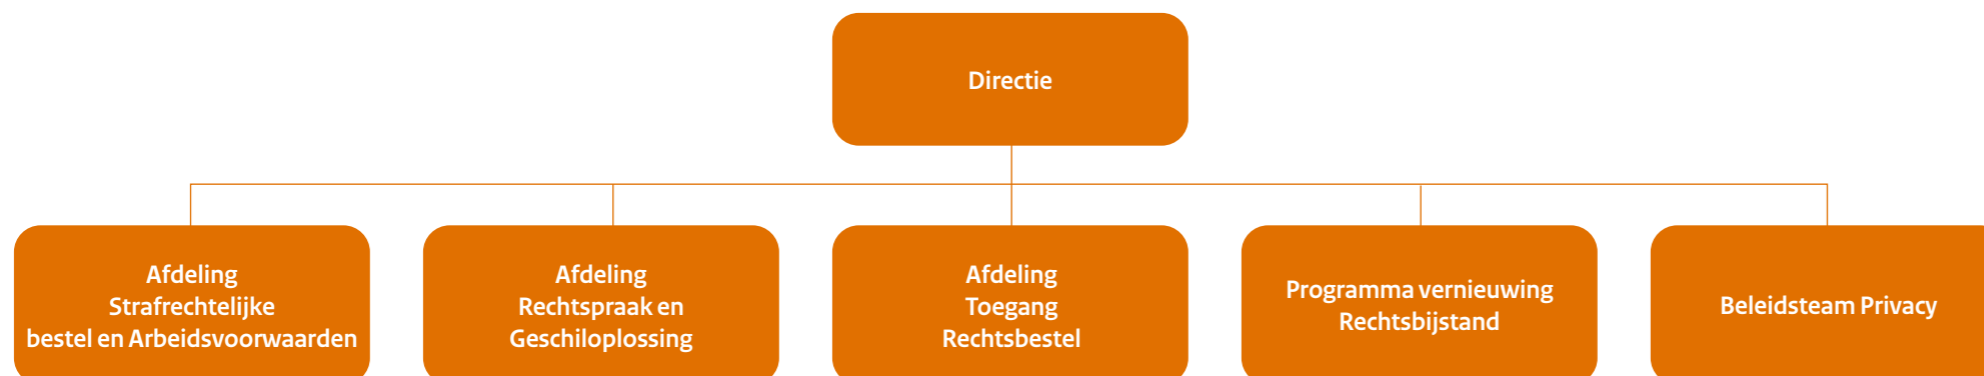 Directie
Afdeling
Strafrechtelijke
bestel en Arbeidsvoorwaarden
Afdeling
Rechtspraak en
Geschiloplossing
Afdeling
Toegang
Rechtsbestel
Programma vernieuwing
Rechtsbijstand
Beleidsteam Privacy